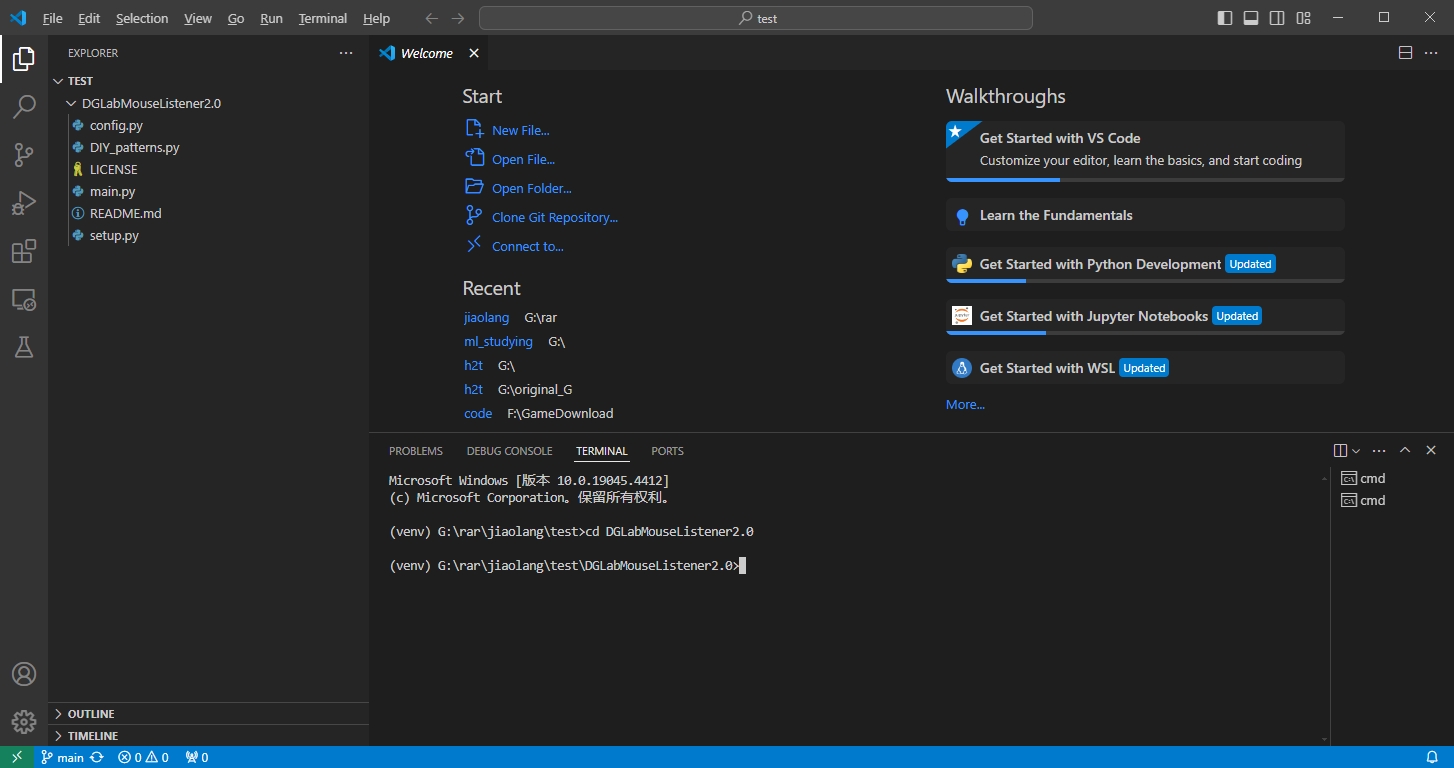 File Edit Selection View Go Run Terminal Help
test
EXPLORER
TEST
DGLabMouseListener2.0
config.py
DIY_patterns.py
LICENSE
main.py
README.md
setup.py
OUTLINE
TIMELINE
Welcome
Start
New File...
Open File...
Open Folder...
Clone Git Repository...
Connect to...
Recent
jiaolang G:\rar
ml_studying G:\
h2t G:\
h2t G:\original_G
code F:\GameDownload
Walkthroughs
Get Started with VS Code
Customize your editor, learn the basics, and start coding
Learn the Fundamentals
Get Started with Python Development Updated
Get Started with Jupyter Notebooks Updated
Get Started with WSL Updated
More...
PROBLEMS DEBUG CONSOLE TERMINAL PORTS
Microsoft Windows [版本 10.0.19045.4412]
(c) Microsoft Corporation。保留所有权利。
(venv) G:\rar\jiaolang\test>cd DGLabMouseListener2.0
(venv) G:\rar\jiaolang\test\DGLabMouseListener2.0>
cmd
cmd
main 0 0 0